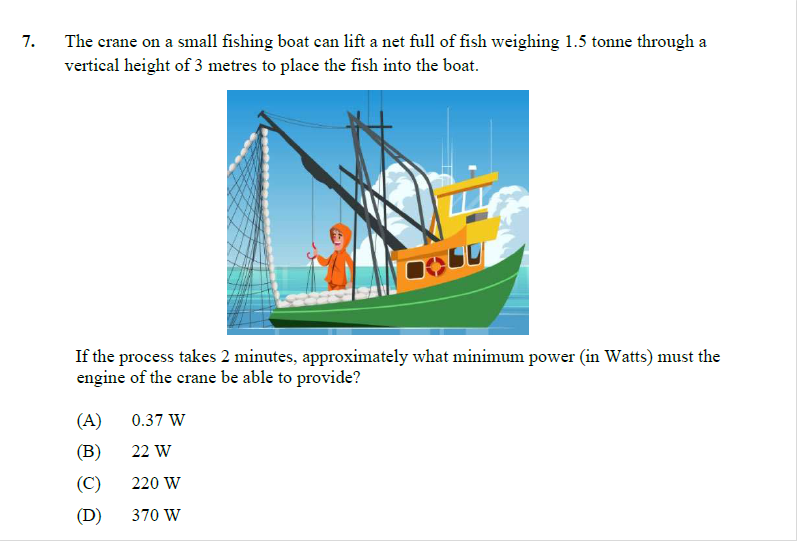 7. The crane on a small fishing boat can lift a net full of fish weighing 1.5 tonne through a
vertical height of 3 metres to place the fish into the boat.
If the process takes 2 minutes, approximately what minimum power (in Watts) must the
engine of the crane be able to provide?
(A) 0.37 W
(B) 22 W
(C) 220 W
(D) 370 W